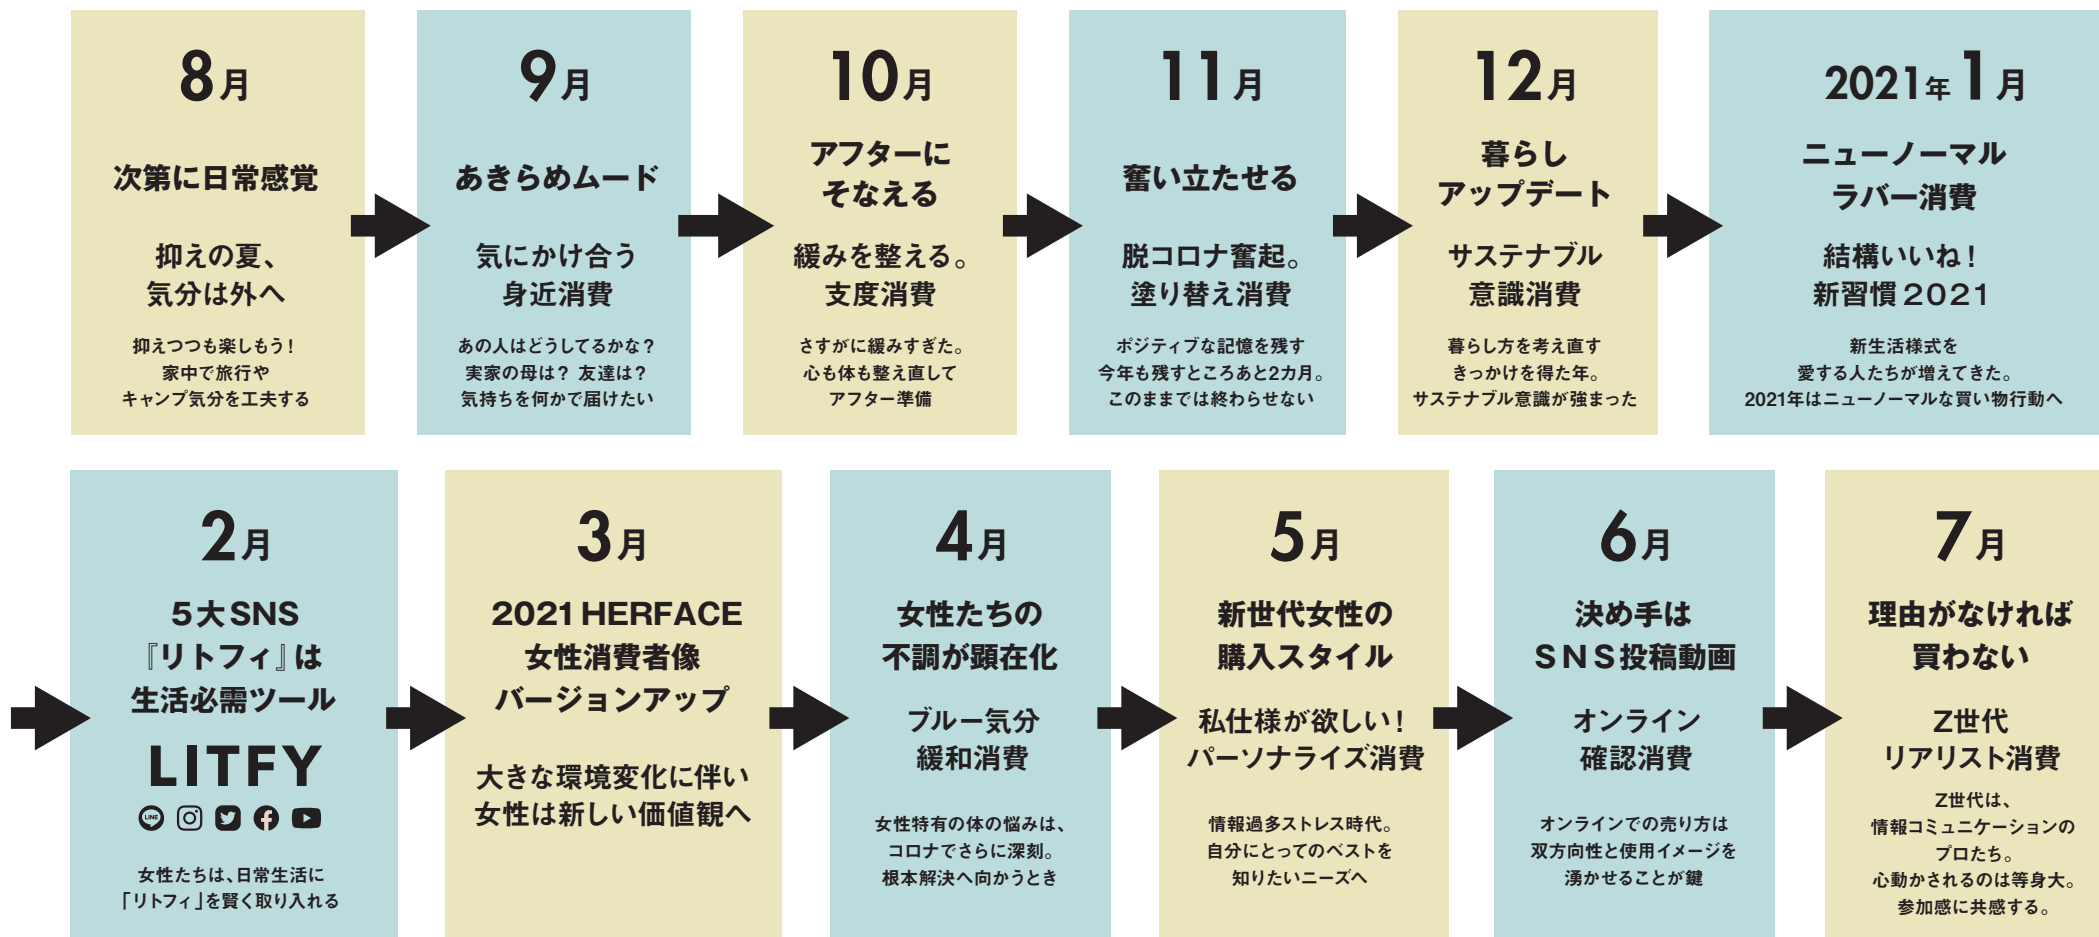 8月
次第に日常感覚
抑えの夏、
気分は外へ
抑えつつも楽しもう！
家中で旅行や
キャンプ気分を工夫する
9月
あきらめムード
気にかけ合う
身近消費
あの人はどうしてるかな？
実家の母は？ 友達は？
気持ちを何かで届けたい
10月
アフターに
そなえる
緩みを整える。
支度消費
さすがに緩みすぎた。
心も体も整え直して
アフター準備
11月
奮い立たせる
脱コロナ奮起。
塗り替え消費
ポジティブな記憶を残す
今年も残すところあと2カ月。
このままでは終わらせない
12月
暮らし
アップデート
サステナブル
意識消費
暮らし方を考え直す
きっかけを得た年。
サステナブル意識が強まった
2021年 1月
ニューノーマル
ラバー消費
結構いいね！
新習慣2021
新生活様式を
愛する人たちが増えてきた。
2021年はニューノーマルな買い物行動へ
2月
5大SNS
『リトフィ』は
生活必需ツール
LITFY
LINE
女性たちは、日常生活に
「リトフィ」を賢く取り入れる
3月
2021 HERFACE
女性消費者像
バージョンアップ
大きな環境変化に伴い
女性は新しい価値観へ
4月
女性たちの
不調が顕在化
ブルー気分
緩和消費
女性特有の体の悩みは、
コロナでさらに深刻。
根本解決へ向かうとき
5月
新世代女性の
購入スタイル
私仕様が欲しい！
パーソナライズ消費
情報過多ストレス時代。
自分にとってのベストを
知りたいニーズへ
6月
決め手は
SNS投稿動画
オンライン
確認消費
オンラインでの売り方は
双方向性と使用イメージを
湧かせることが鍵
7月
理由がなければ
買わない
Z世代
リアリスト消費
Z世代は、
情報コミュニケーションの
プロたち。
心動かされるのは等身大。
参加感に共感する。